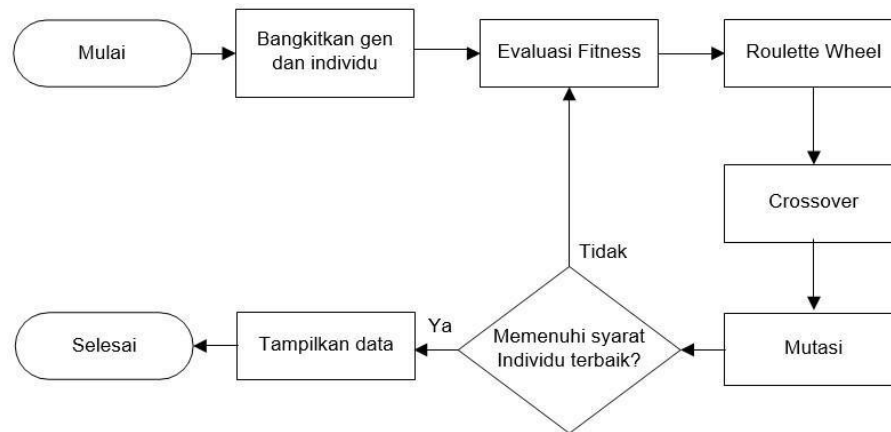 Mulai
Bangkitkan gen
dan individu
Evaluasi Fitness
Roulette Wheel
Crossover
Mutasi
Memenuhi syarat
Individu terbaik?
Tidak
Ya
Tampilkan data
Selesai